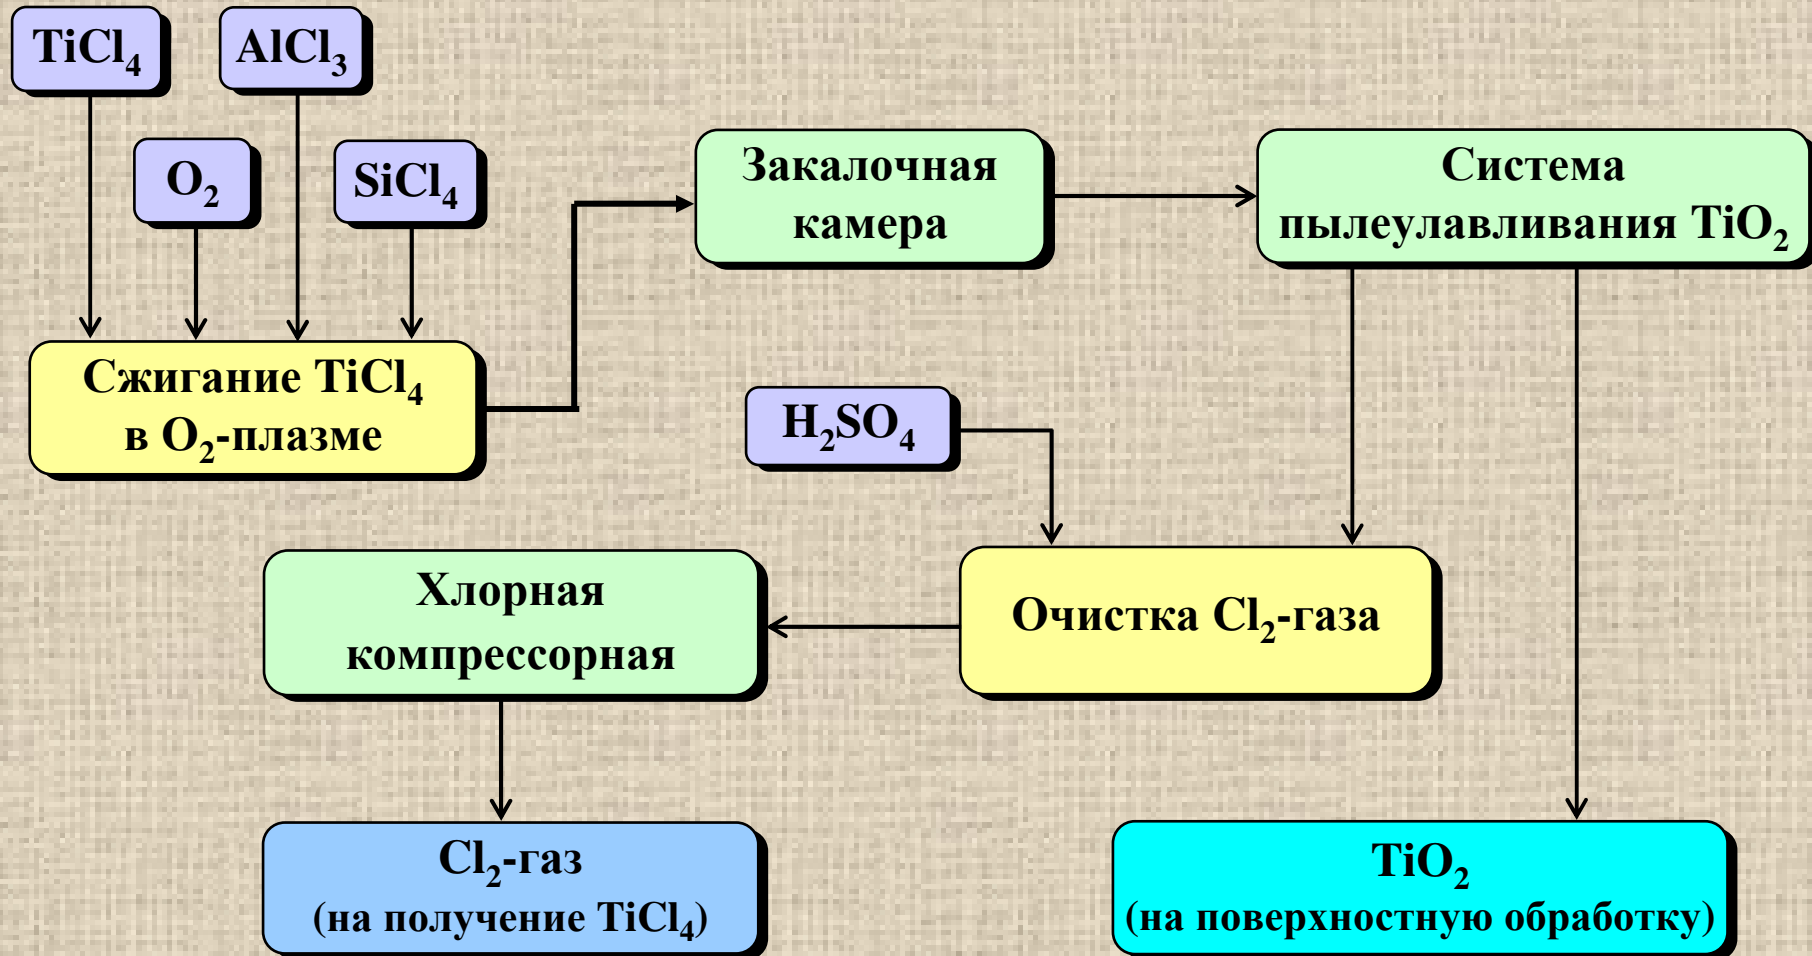 TiCl₄
AlCl₃
O₂
SiCl₄
Закалочная
камера
Система
пылеулавливания TiO₂
Сжигание TiCl₄
в O₂-плазме
H₂SO₄
Хлорная
компрессорная
Очистка Cl₂-газа
Cl₂-газ
(на получение TiCl₄)
TiO₂
(на поверхностную обработку)